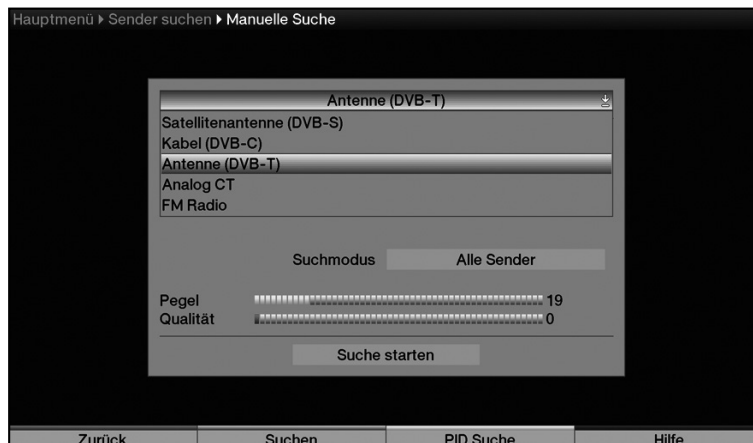 Hauptmenü ▸ Sender suchen ▸ Manuelle Suche
Antenne (DVB-T)
Satellitenantenne (DVB-S)
Kabel (DVB-C)
Antenne (DVB-T)
Analog CT
FM Radio
Suchmodus Alle Sender
Pegel 19
Qualität 0
Suche starten
Zurück Suchen PID Suche Hilfe